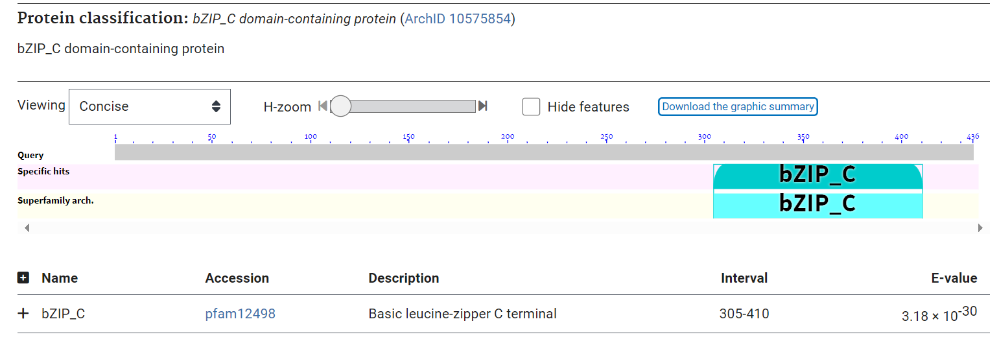 Protein classification: bZIP_C domain-containing protein (ArchID 10575854)
bZIP_C domain-containing protein
Viewing Concise H-zoom Hide features Download the graphic summary
1 50 100 150 200 250 300 350 400 436
Query
Specific hits bZIP_C
Superfamily arch. bZIP_C
Name Accession Description Interval E-value
bZIP_C pfam12498 Basic leucine-zipper C terminal 305-410 3.18 × 10⁻³⁰